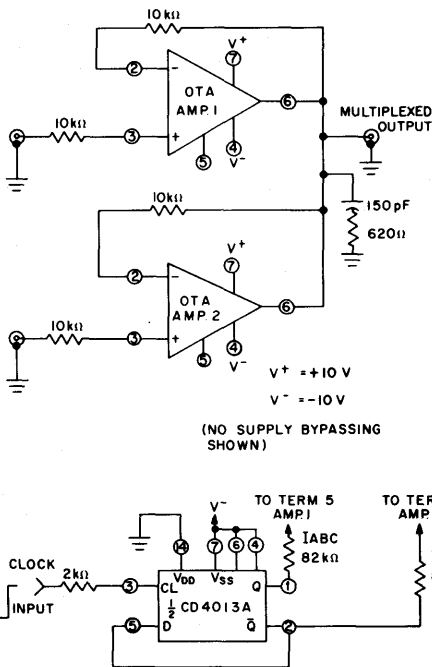 10kΩ
V+
⑦
②
-
OTA
AMP.1
⑥
10kΩ
③
+
⑤
④
V-
MULTIPLEXED
OUTPUT
10kΩ
150pF
620Ω
V+
⑦
②
-
OTA
AMP.2
⑥
10kΩ
③
+
⑤
④
V-
V+ =+10 V
V- =-10V
(NO SUPPLY BYPASSING
SHOWN)
V-
TO TERM 5
AMP.1
IABC
82kΩ
⑭
⑦
⑥
④
CLOCK
INPUT
2kΩ
③
VDD
VSS
CL
Q
①
½ CD4013A
⑤
D
Q̄
②